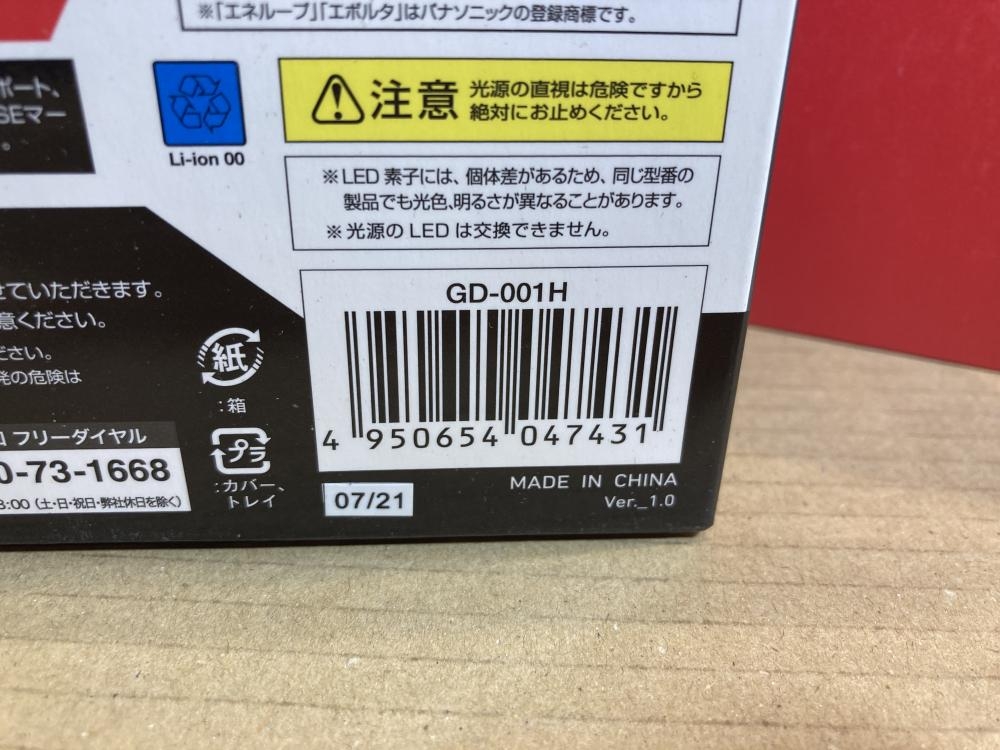 ※「エネループ」「エボルタ」はパナソニックの登録商標です。
ポート、
SEマー
。
Li-ion 00
注意 光源の直視は危険ですから
絶対にお止めください。
※LED 素子には、個体差があるため、同じ型番の
製品でも光色、明るさが異なることがあります。
※光源の LED は交換できません。
せていただきます。
意ください。
ださい。
発の危険は
フリーダイヤル
0-73-1668
:00（土・日・祝日・弊社休日を除く）
紙
：箱
プラ
：カバー、
トレイ
GD-001H
4 950654 047431
07/21
MADE IN CHINA
Ver._1.0